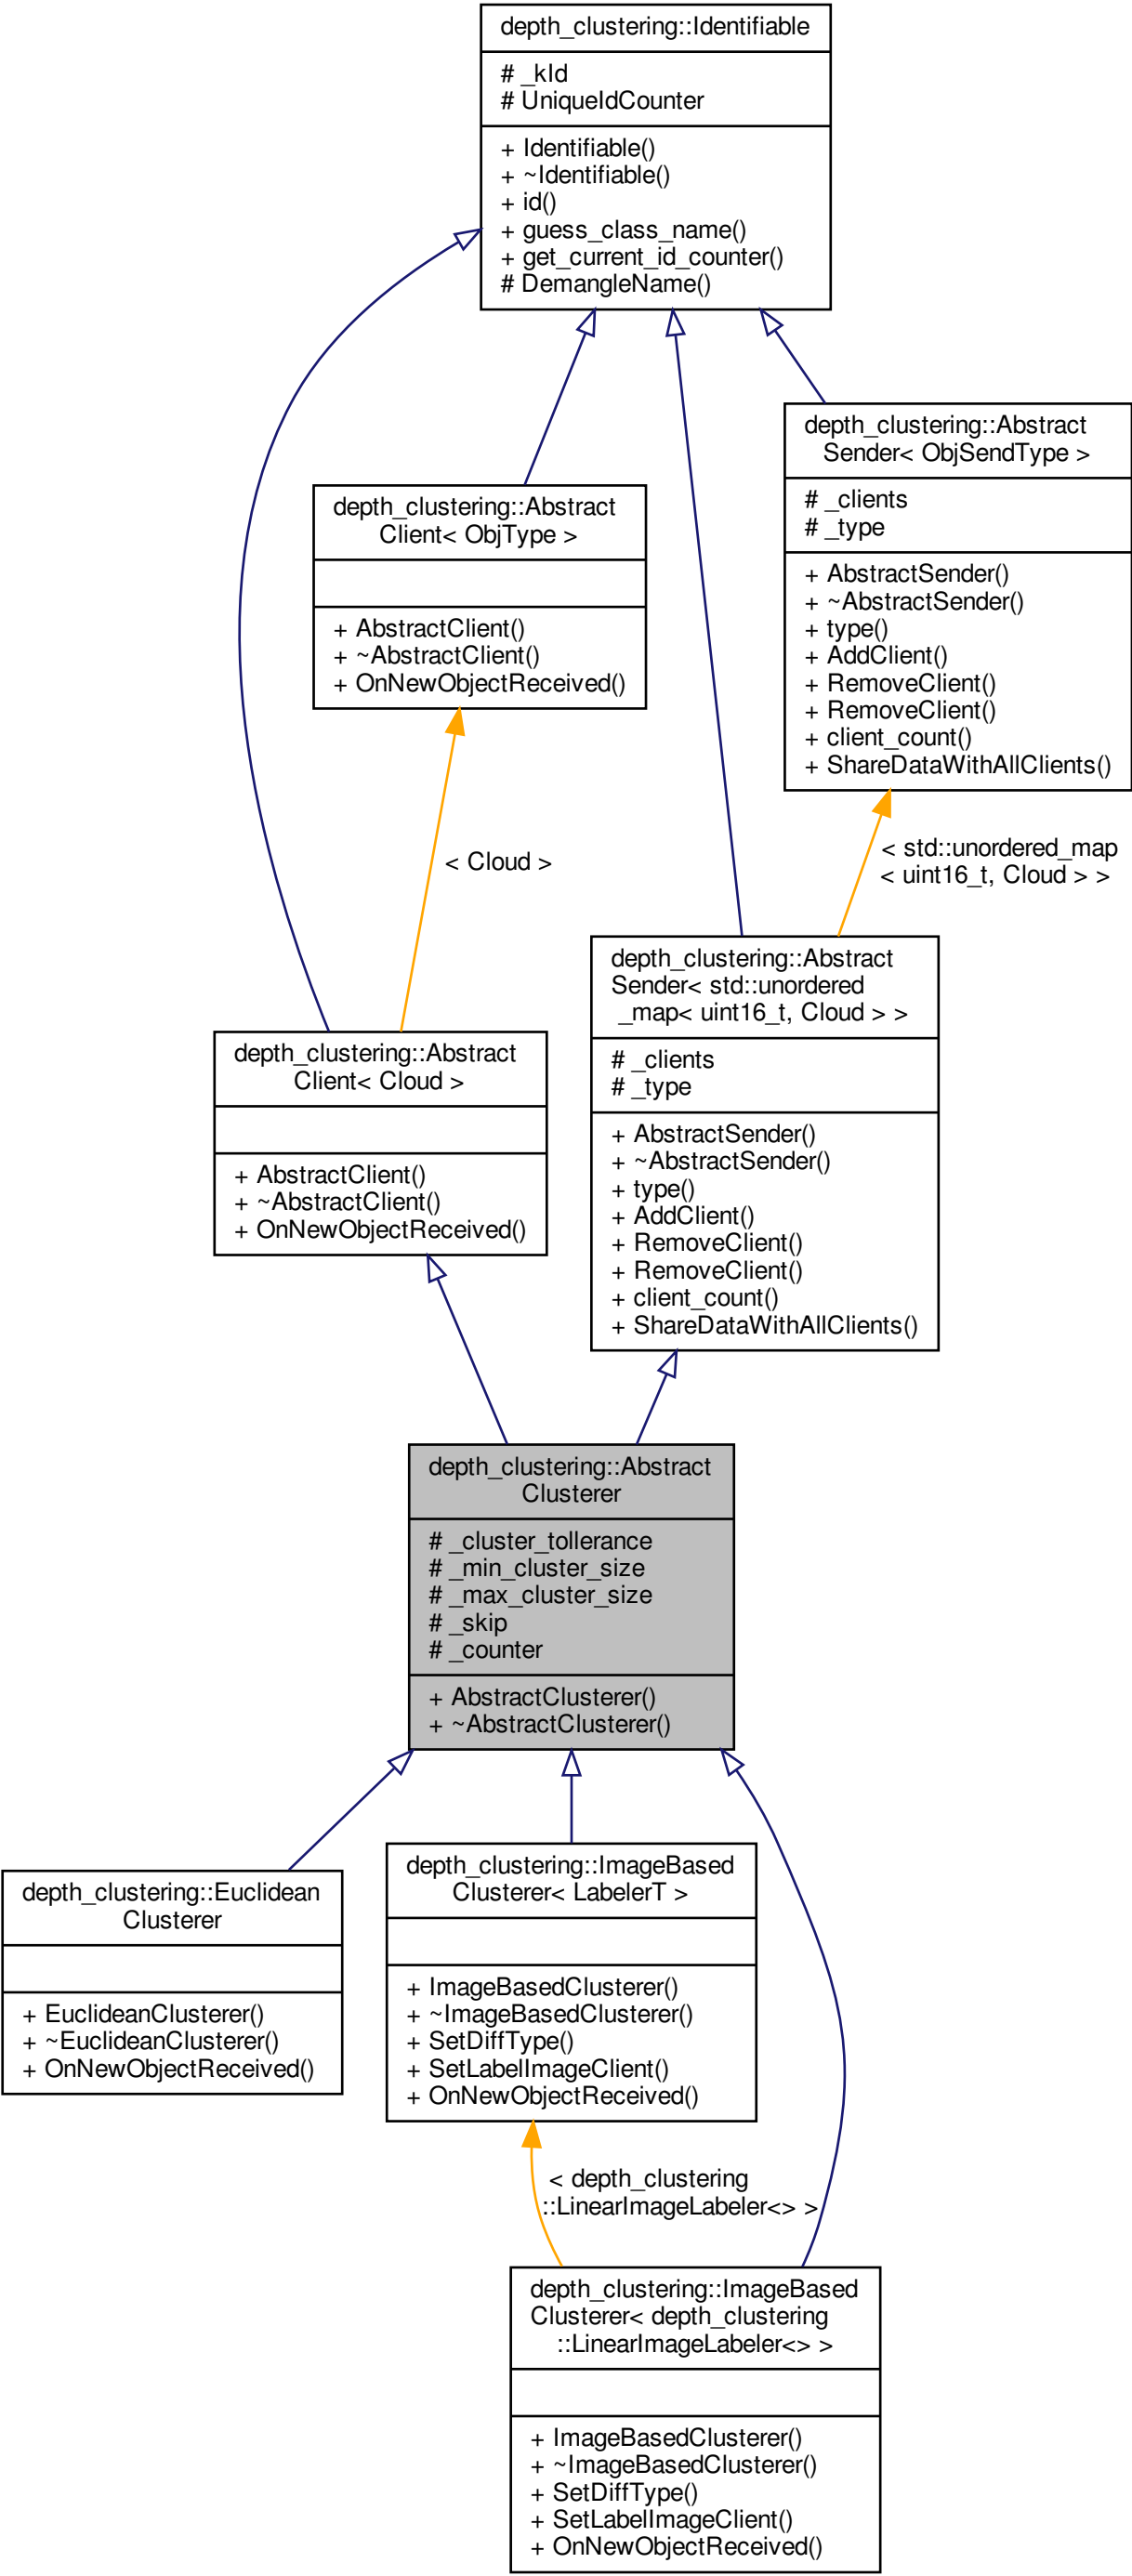 depth_clustering::Identifiable
# _kId
# UniqueIdCounter
+ Identifiable()
+ ~Identifiable()
+ id()
+ guess_class_name()
+ get_current_id_counter()
# DemangleName()
depth_clustering::Abstract
Sender< ObjSendType >
# _clients
# _type
+ AbstractSender()
+ ~AbstractSender()
+ type()
+ AddClient()
+ RemoveClient()
+ RemoveClient()
+ client_count()
+ ShareDataWithAllClients()
depth_clustering::Abstract
Client< ObjType >
+ AbstractClient()
+ ~AbstractClient()
+ OnNewObjectReceived()
< Cloud >
< std::unordered_map
< uint16_t, Cloud > >
depth_clustering::Abstract
Sender< std::unordered
_map< uint16_t, Cloud > >
# _clients
# _type
+ AbstractSender()
+ ~AbstractSender()
+ type()
+ AddClient()
+ RemoveClient()
+ RemoveClient()
+ client_count()
+ ShareDataWithAllClients()
depth_clustering::Abstract
Client< Cloud >
+ AbstractClient()
+ ~AbstractClient()
+ OnNewObjectReceived()
depth_clustering::Abstract
Clusterer
# _cluster_tollerance
# _min_cluster_size
# _max_cluster_size
# _skip
# _counter
+ AbstractClusterer()
+ ~AbstractClusterer()
depth_clustering::Euclidean
Clusterer
+ EuclideanClusterer()
+ ~EuclideanClusterer()
+ OnNewObjectReceived()
depth_clustering::ImageBased
Clusterer< LabelerT >
+ ImageBasedClusterer()
+ ~ImageBasedClusterer()
+ SetDiffType()
+ SetLabelImageClient()
+ OnNewObjectReceived()
< depth_clustering
::LinearImageLabeler<> >
depth_clustering::ImageBased
Clusterer< depth_clustering
::LinearImageLabeler<> >
+ ImageBasedClusterer()
+ ~ImageBasedClusterer()
+ SetDiffType()
+ SetLabelImageClient()
+ OnNewObjectReceived()